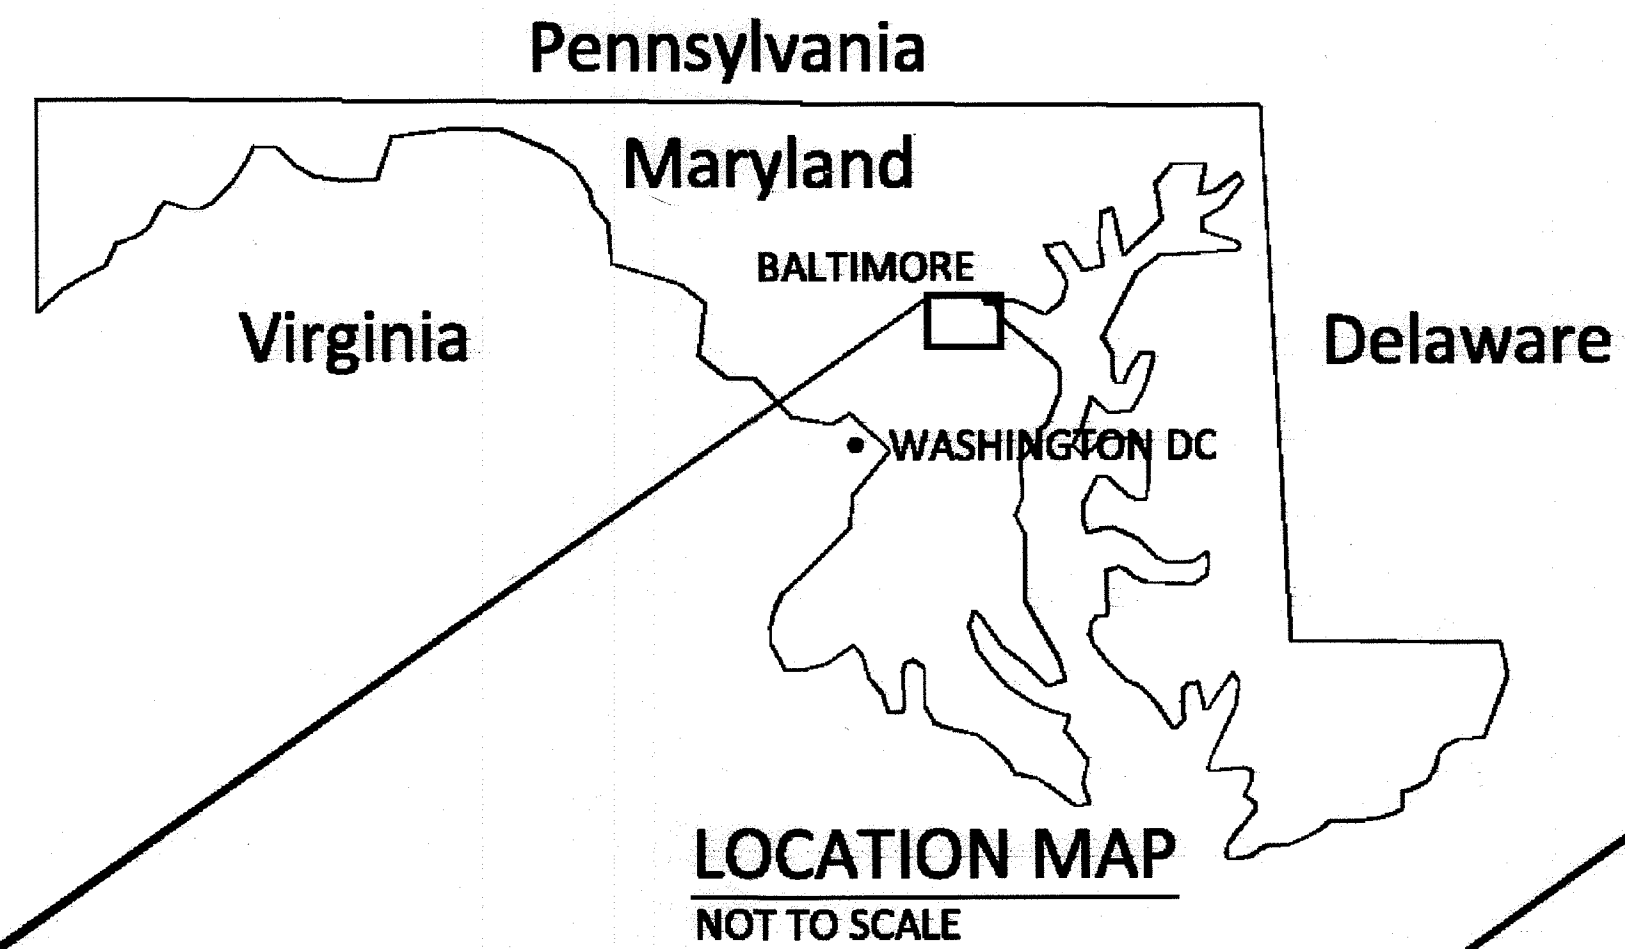 Pennsylvania
Maryland
BALTIMORE
Virginia
Delaware
WASHINGTON DC
LOCATION MAP
NOT TO SCALE